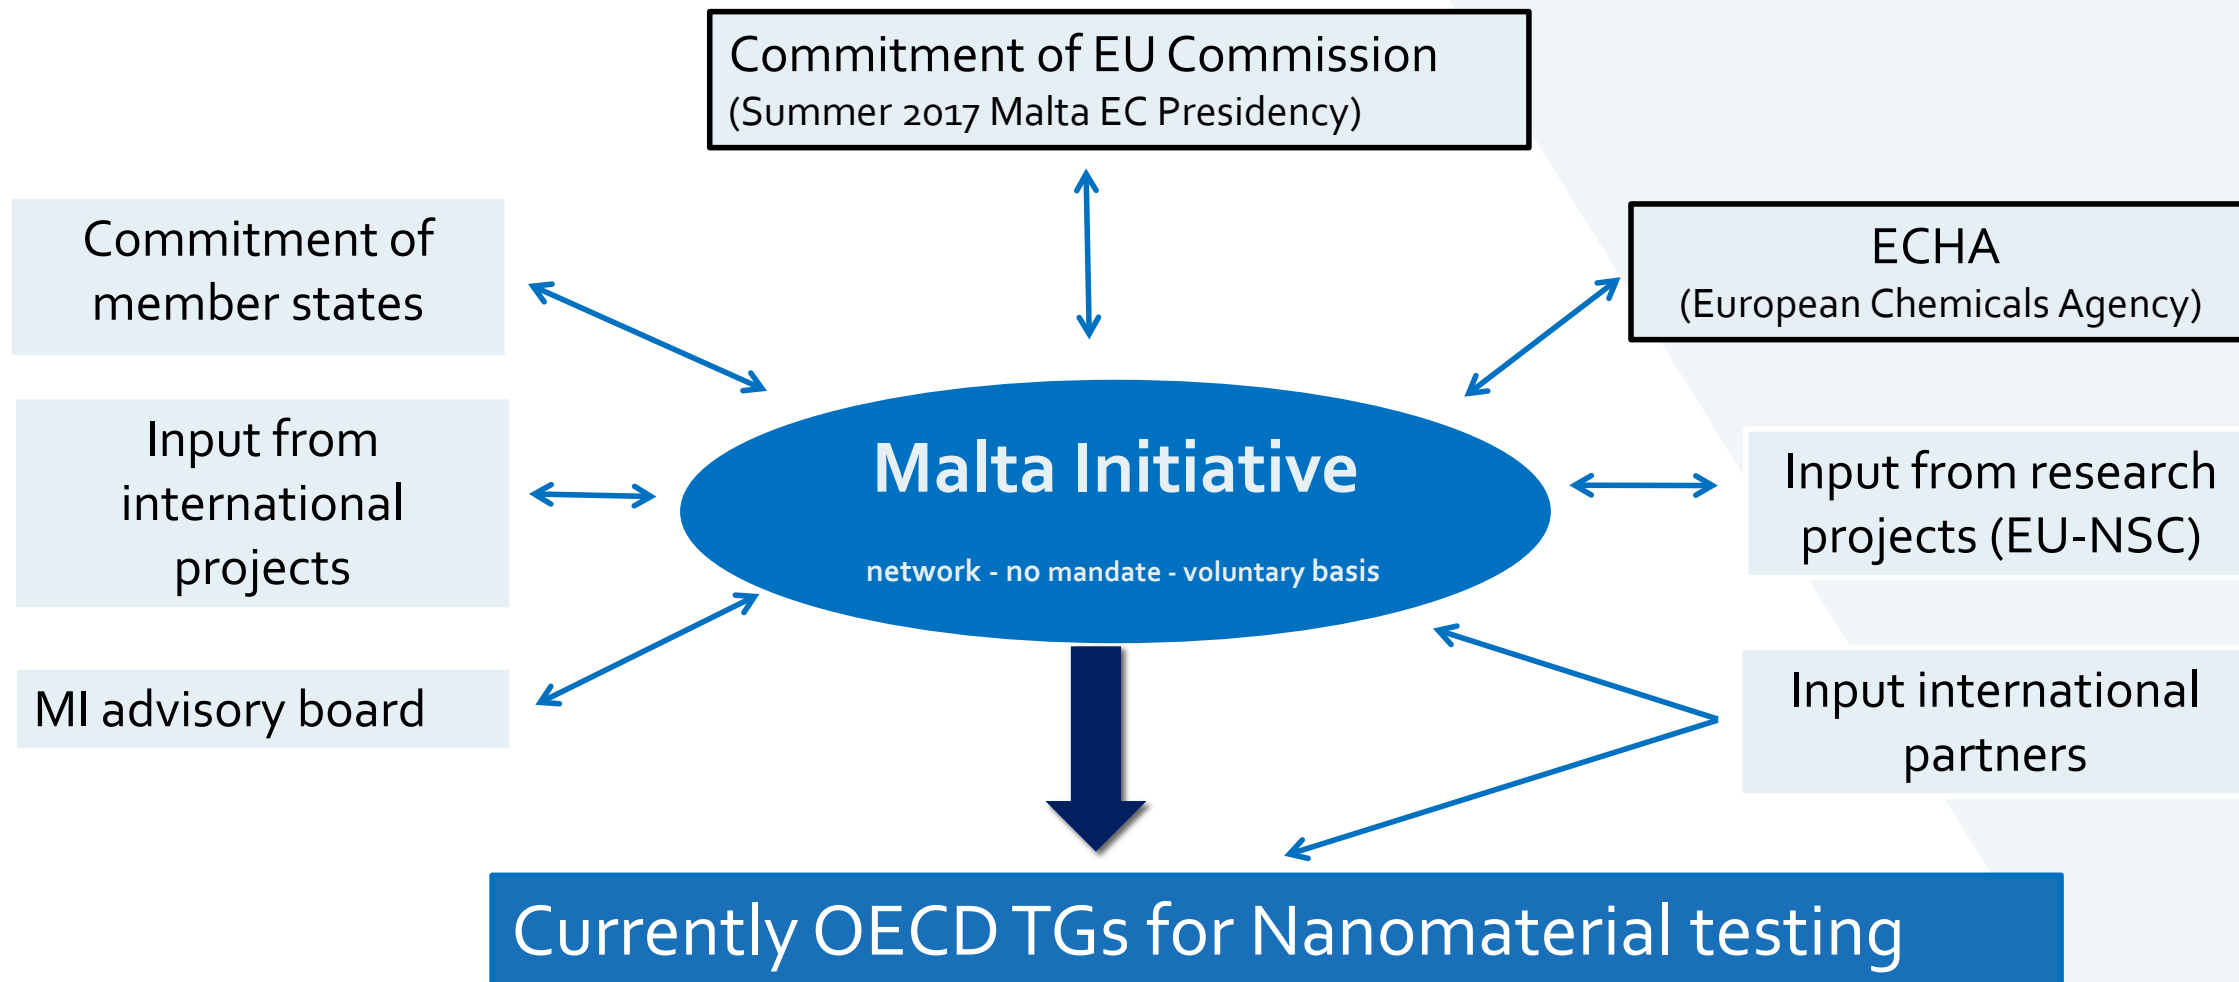 Commitment of EU Commission
(Summer 2017 Malta EC Presidency)
Commitment of
member states
ECHA
(European Chemicals Agency)
Input from
international
projects
Malta Initiative
network - no mandate - voluntary basis
Input from research
projects (EU-NSC)
MI advisory board
Input international
partners
Currently OECD TGs for Nanomaterial testing